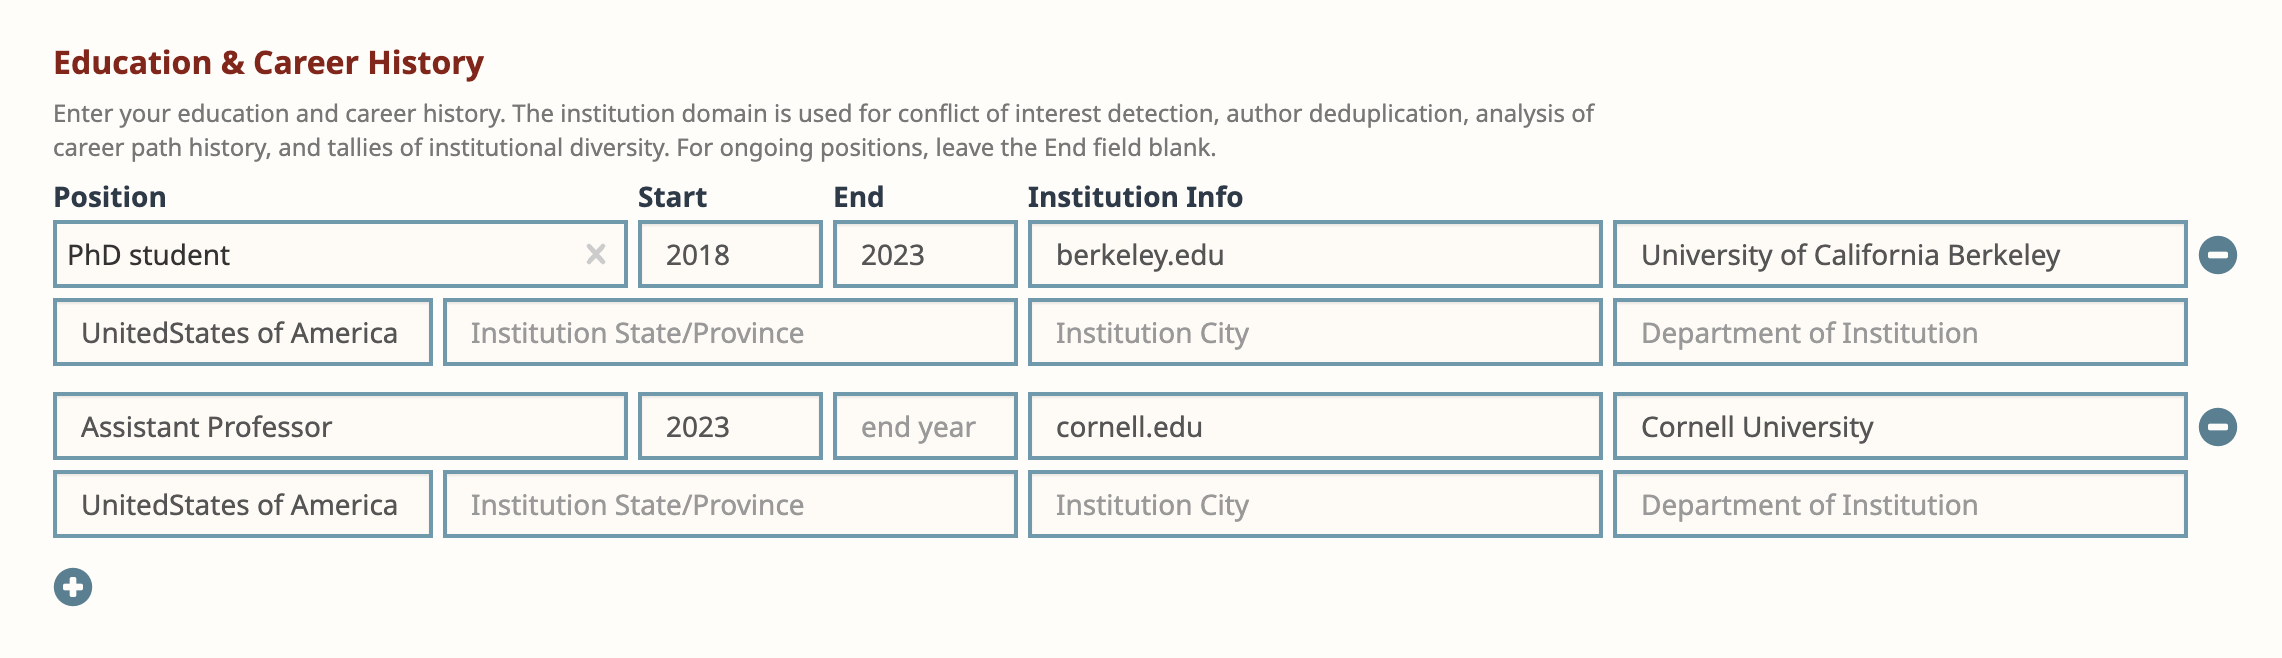 Education & Career History
Enter your education and career history. The institution domain is used for conflict of interest detection, author deduplication, analysis of
career path history, and tallies of institutional diversity. For ongoing positions, leave the End field blank.
Position Start End Institution Info
PhD student 2018 2023 berkeley.edu University of California Berkeley
UnitedStates of America Institution State/Province Institution City Department of Institution
Assistant Professor 2023 end year cornell.edu Cornell University
UnitedStates of America Institution State/Province Institution City Department of Institution